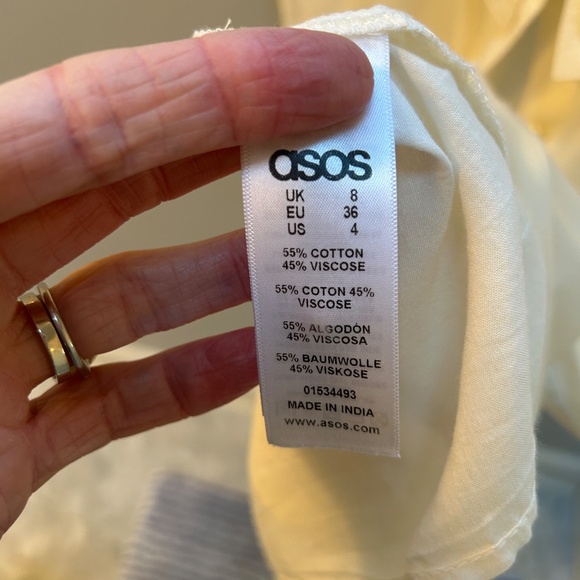 asos
UK 8
EU 36
US 4
55% COTTON
45% VISCOSE
55% COTON 45%
VISCOSE
55% ALGODÓN
45% VISCOSA
55% BAUMWOLLE
45% VISKOSE
01534493
MADE IN INDIA
www.asos.com